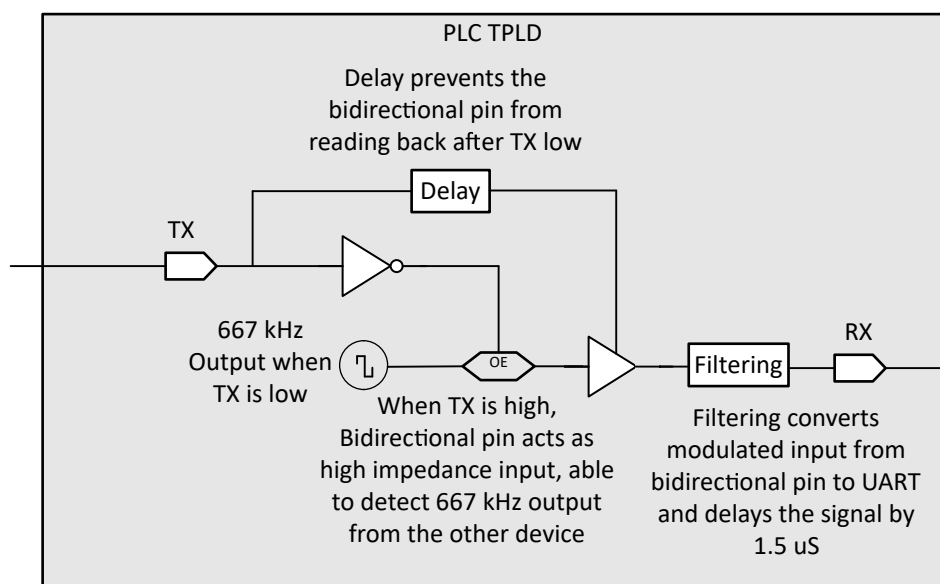 PLC TPLD
Delay prevents the
bidirectional pin from
reading back after TX low
Delay
TX
667 kHz
Output when
TX is low
OE
When TX is high,
Bidirectional pin acts as
high impedance input, able
to detect 667 kHz output
from the other device
Filtering
RX
Filtering converts
modulated input from
bidirectional pin to UART
and delays the signal by
1.5 uS